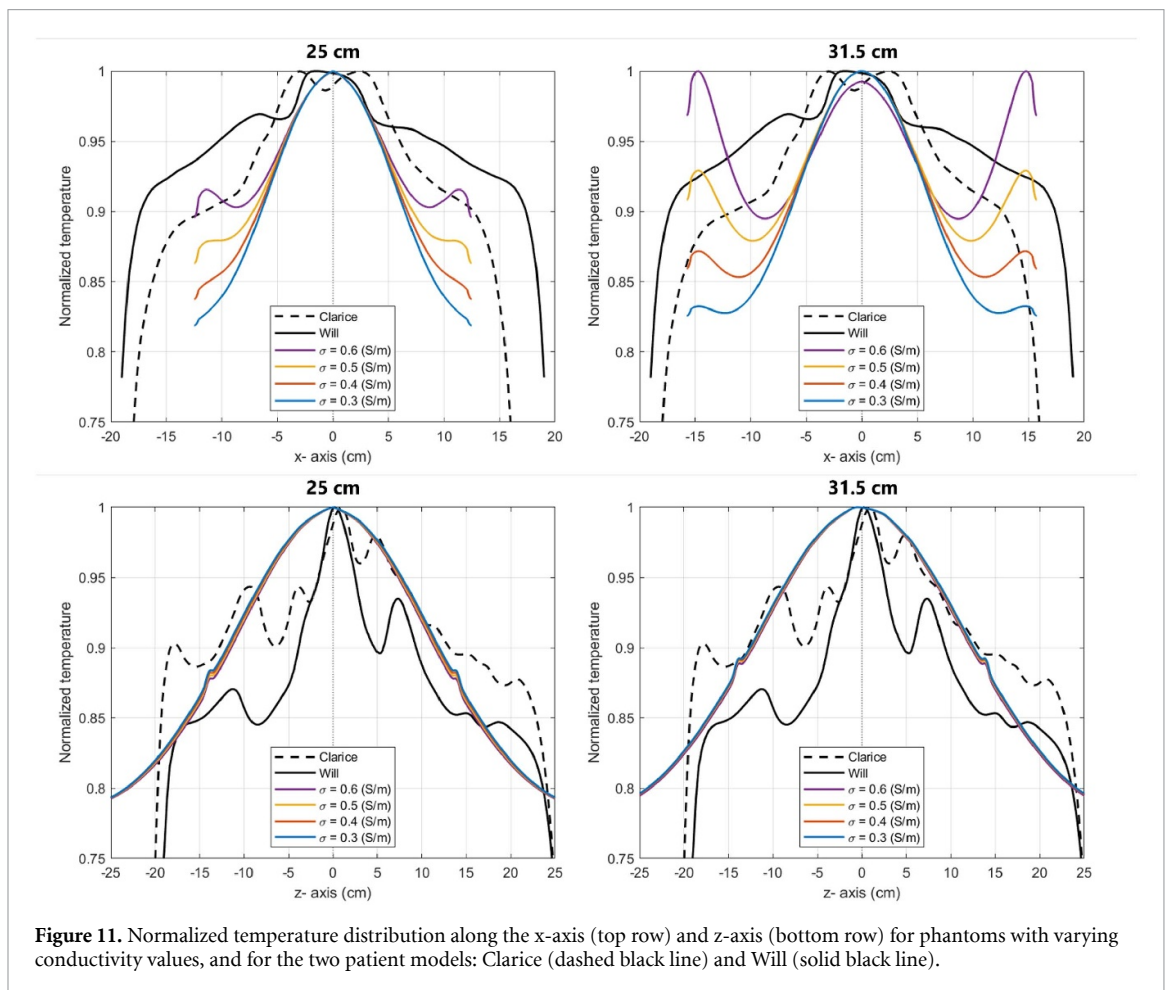 25 cm
Normalized temperature
1
0.95
0.9
0.85
0.8
0.75
Clarice
Will
σ = 0.6 (S/m)
σ = 0.5 (S/m)
σ = 0.4 (S/m)
σ = 0.3 (S/m)
-20 -15 -10 -5 0 5 10 15 20
x- axis (cm)
31.5 cm
Normalized temperature
1
0.95
0.9
0.85
0.8
0.75
Clarice
Will
σ = 0.6 (S/m)
σ = 0.5 (S/m)
σ = 0.4 (S/m)
σ = 0.3 (S/m)
-20 -15 -10 -5 0 5 10 15 20
x- axis (cm)
25 cm
Normalized temperature
1
0.95
0.9
0.85
0.8
0.75
Clarice
Will
σ = 0.6 (S/m)
σ = 0.5 (S/m)
σ = 0.4 (S/m)
σ = 0.3 (S/m)
-25 -20 -15 -10 -5 0 5 10 15 20 25
z- axis (cm)
31.5 cm
Normalized temperature
1
0.95
0.9
0.85
0.8
0.75
Clarice
Will
σ = 0.6 (S/m)
σ = 0.5 (S/m)
σ = 0.4 (S/m)
σ = 0.3 (S/m)
-25 -20 -15 -10 -5 0 5 10 15 20 25
z- axis (cm)
Figure 11. Normalized temperature distribution along the x-axis (top row) and z-axis (bottom row) for phantoms with varying
conductivity values, and for the two patient models: Clarice (dashed black line) and Will (solid black line).